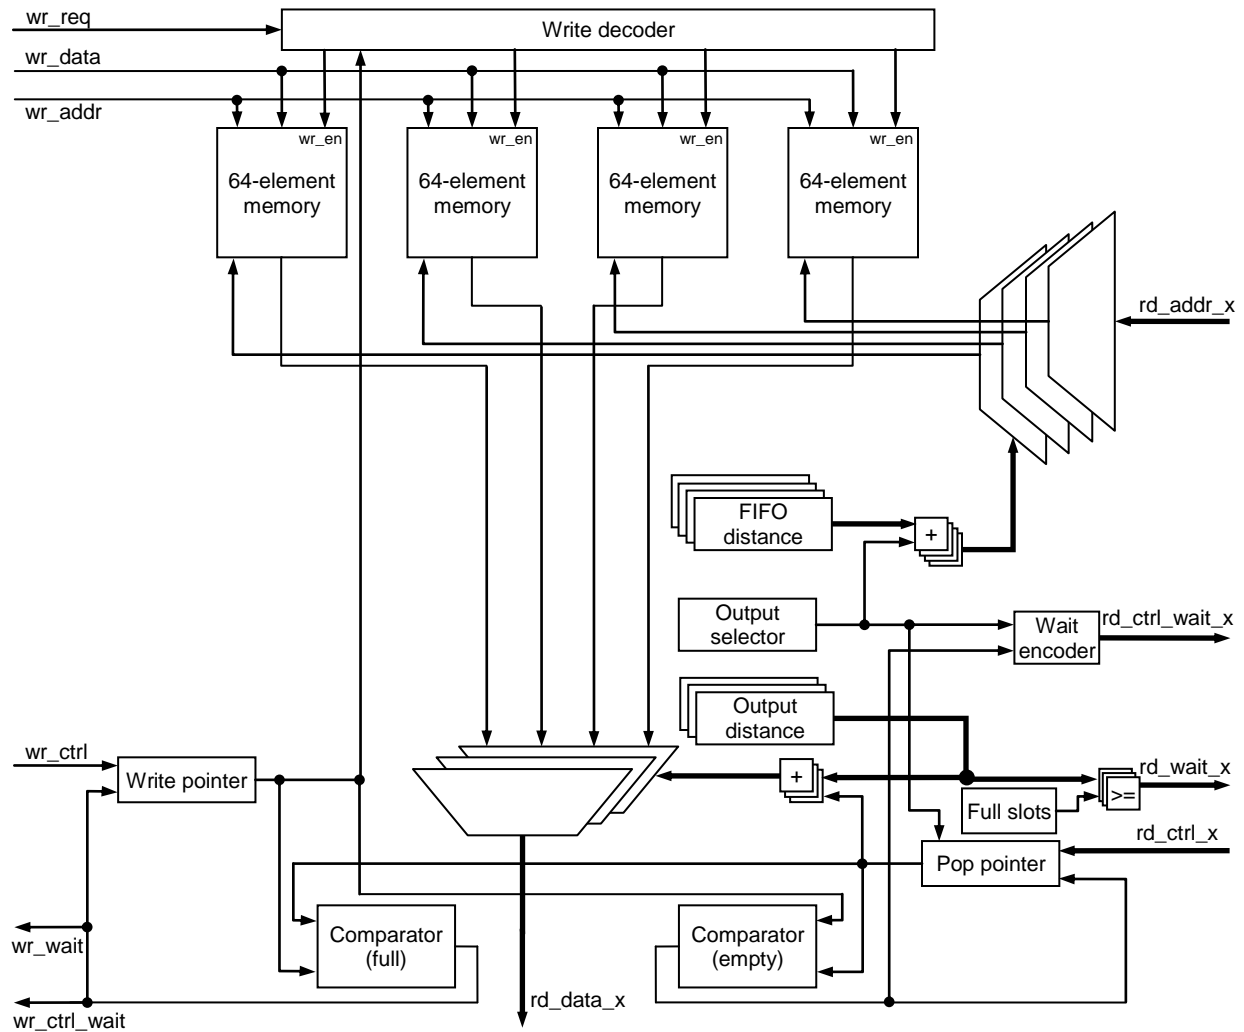 wr_req
Write decoder
wr_data
wr_addr
wr_en
wr_en
wr_en
wr_en
64-element
memory
64-element
memory
64-element
memory
64-element
memory
rd_addr_x
FIFO
distance
+
Output
selector
Wait
encoder
rd_ctrl_wait_x
Output
distance
wr_ctrl
Write pointer
+
rd_wait_x
>=
Full slots
rd_ctrl_x
Pop pointer
Comparator
(full)
Comparator
(empty)
wr_wait
rd_data_x
wr_ctrl_wait